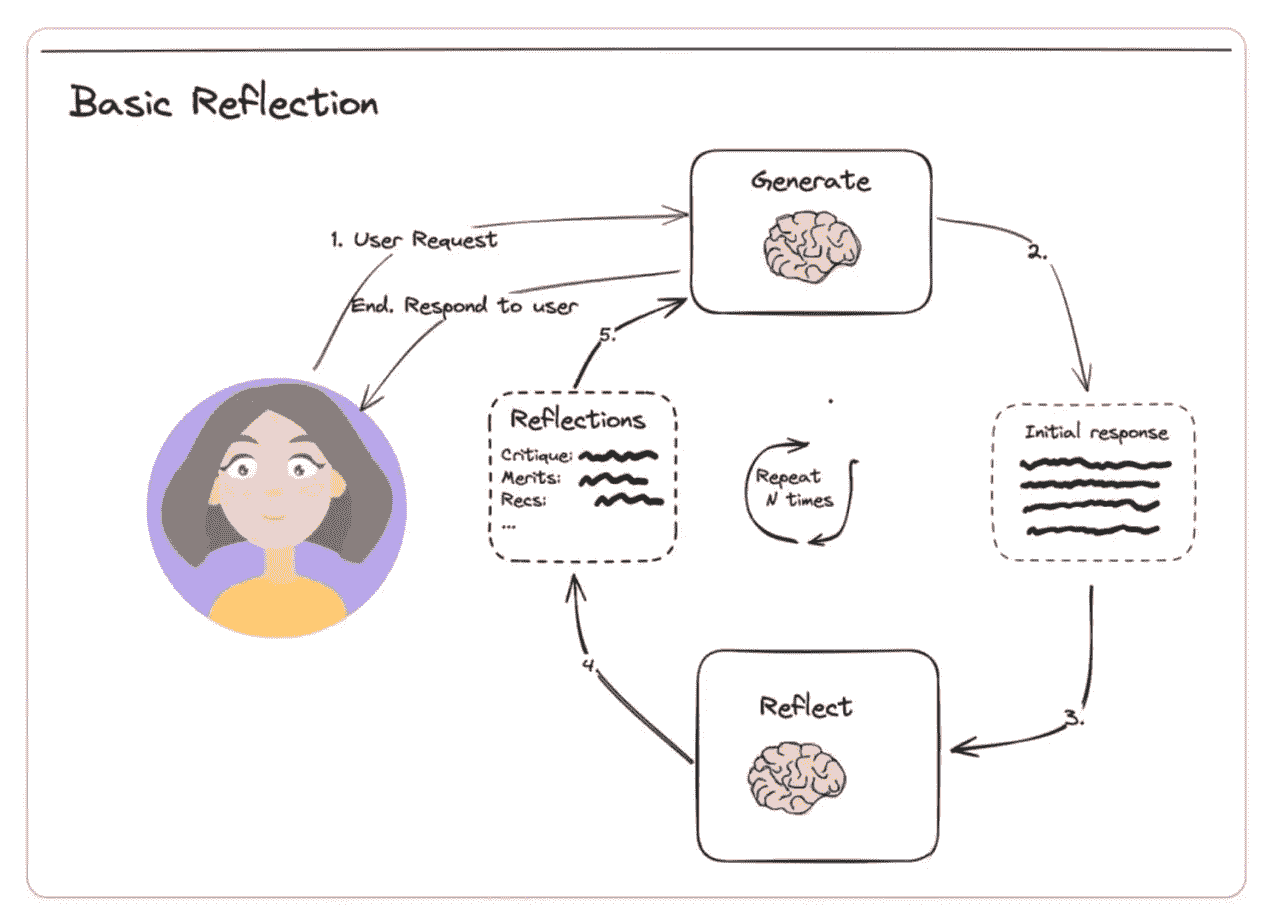 Basic Reflection
Generate
1. User Request
2.
End. Respond to user
5.
Reflections
Critique:
Merits:
Recs:
...
Repeat
N times
Initial response
4.
Reflect
3.